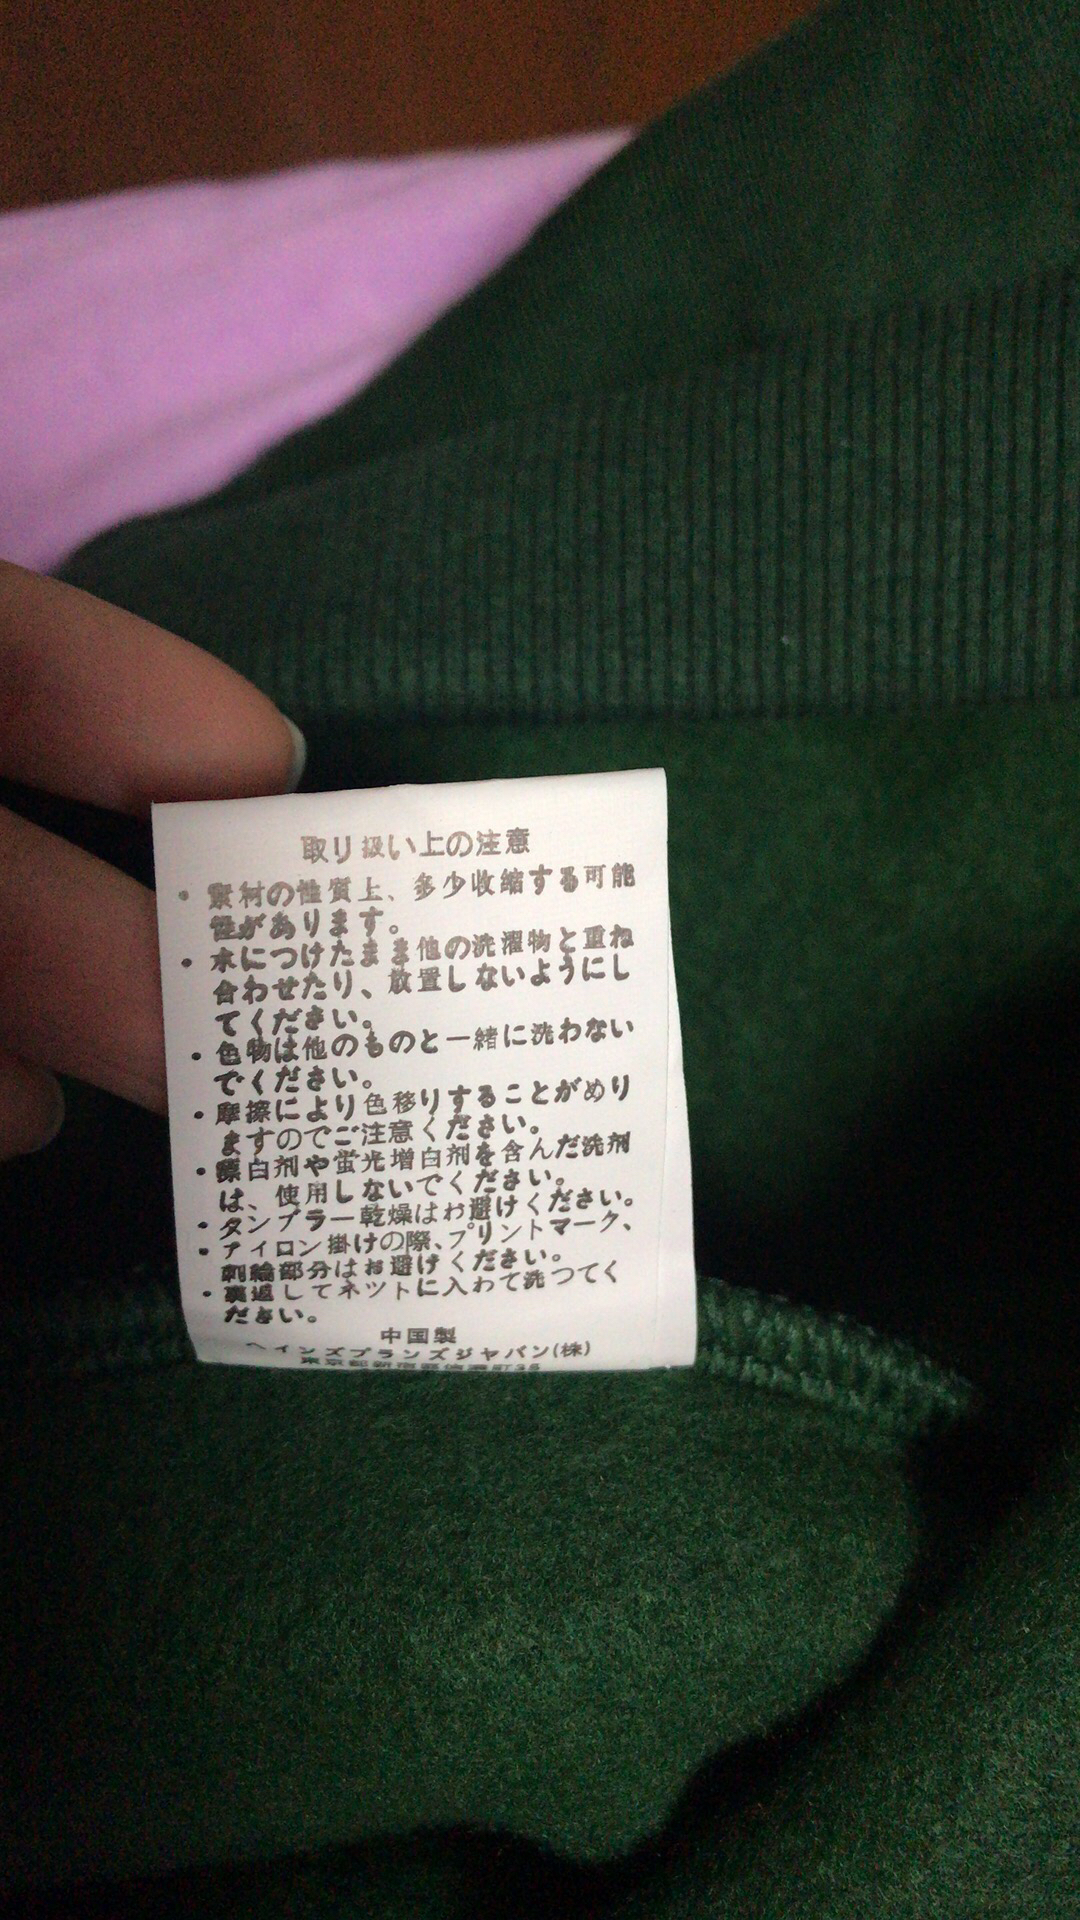 取り扱い上の注意
・素材の性質上、多少収縮する可能
性があります。
・水につけたまま他の洗濯物と重ね
合わせたり、放置しないようにし
てください。
・色物は他のものと一緒に洗わない
でください。
・摩擦により色移りすることがめり
ますのでご注意ください。
・漂白剤や蛍光増白剤を含んだ洗剤
は、使用しないでください。
・タンブラー乾燥はお避けください。
・アイロン掛けの際、プリントマーク、
刺繍部分はお避けください。
・裏返してネットに入わて洗つてく
ださい。
中国製
ヘインズブランズジャパン(株)
東京都新宿区